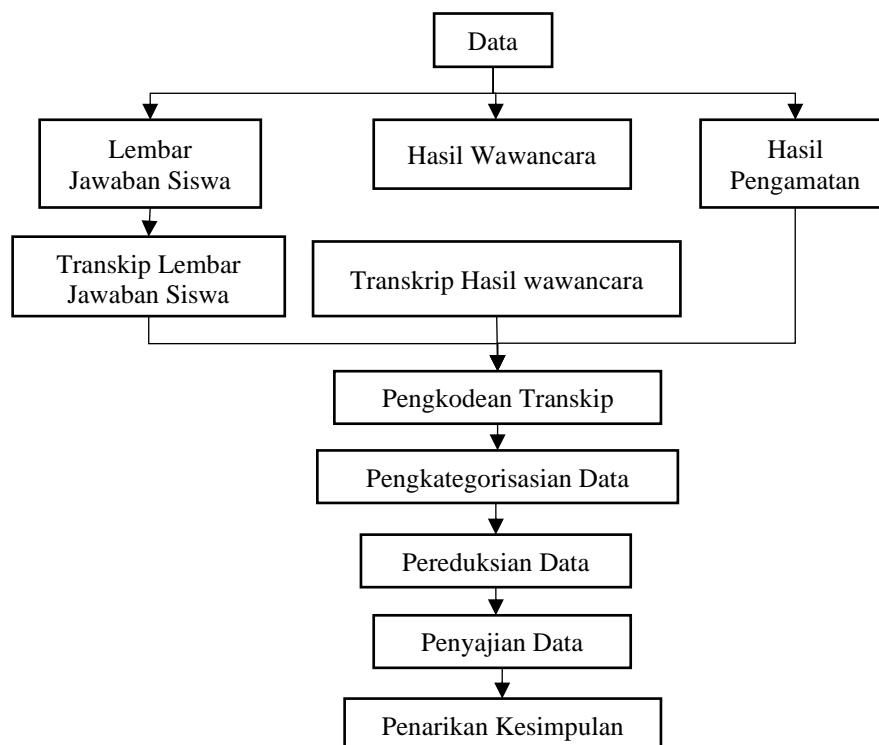 Data
Lembar
Jawaban Siswa
Hasil Wawancara
Hasil
Pengamatan
Transkip Lembar
Jawaban Siswa
Transkrip Hasil wawancara
Pengkodean Transkip
Pengkategorisasian Data
Pereduksian Data
Penyajian Data
Penarikan Kesimpulan